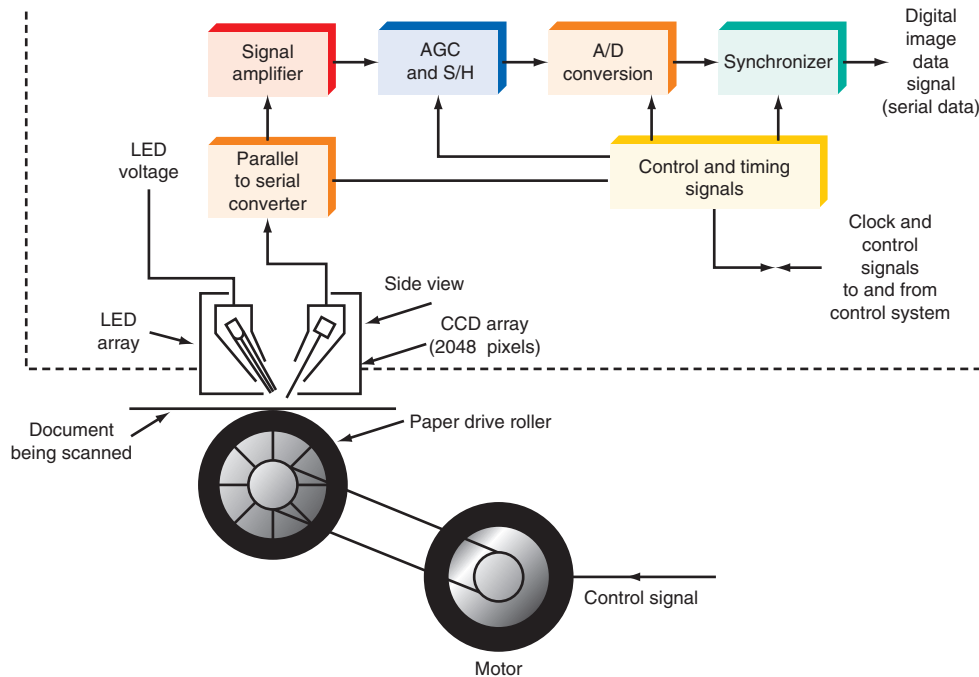 Signal
amplifier
AGC
and S/H
A/D
conversion
Synchronizer
Digital
image
data
signal
(serial data)
LED
voltage
Parallel
to serial
converter
Control and timing
signals
Clock and
control
signals
to and from
control system
LED
array
Side view
CCD array
(2048 pixels)
Document
being scanned
Paper drive roller
Control signal
Motor